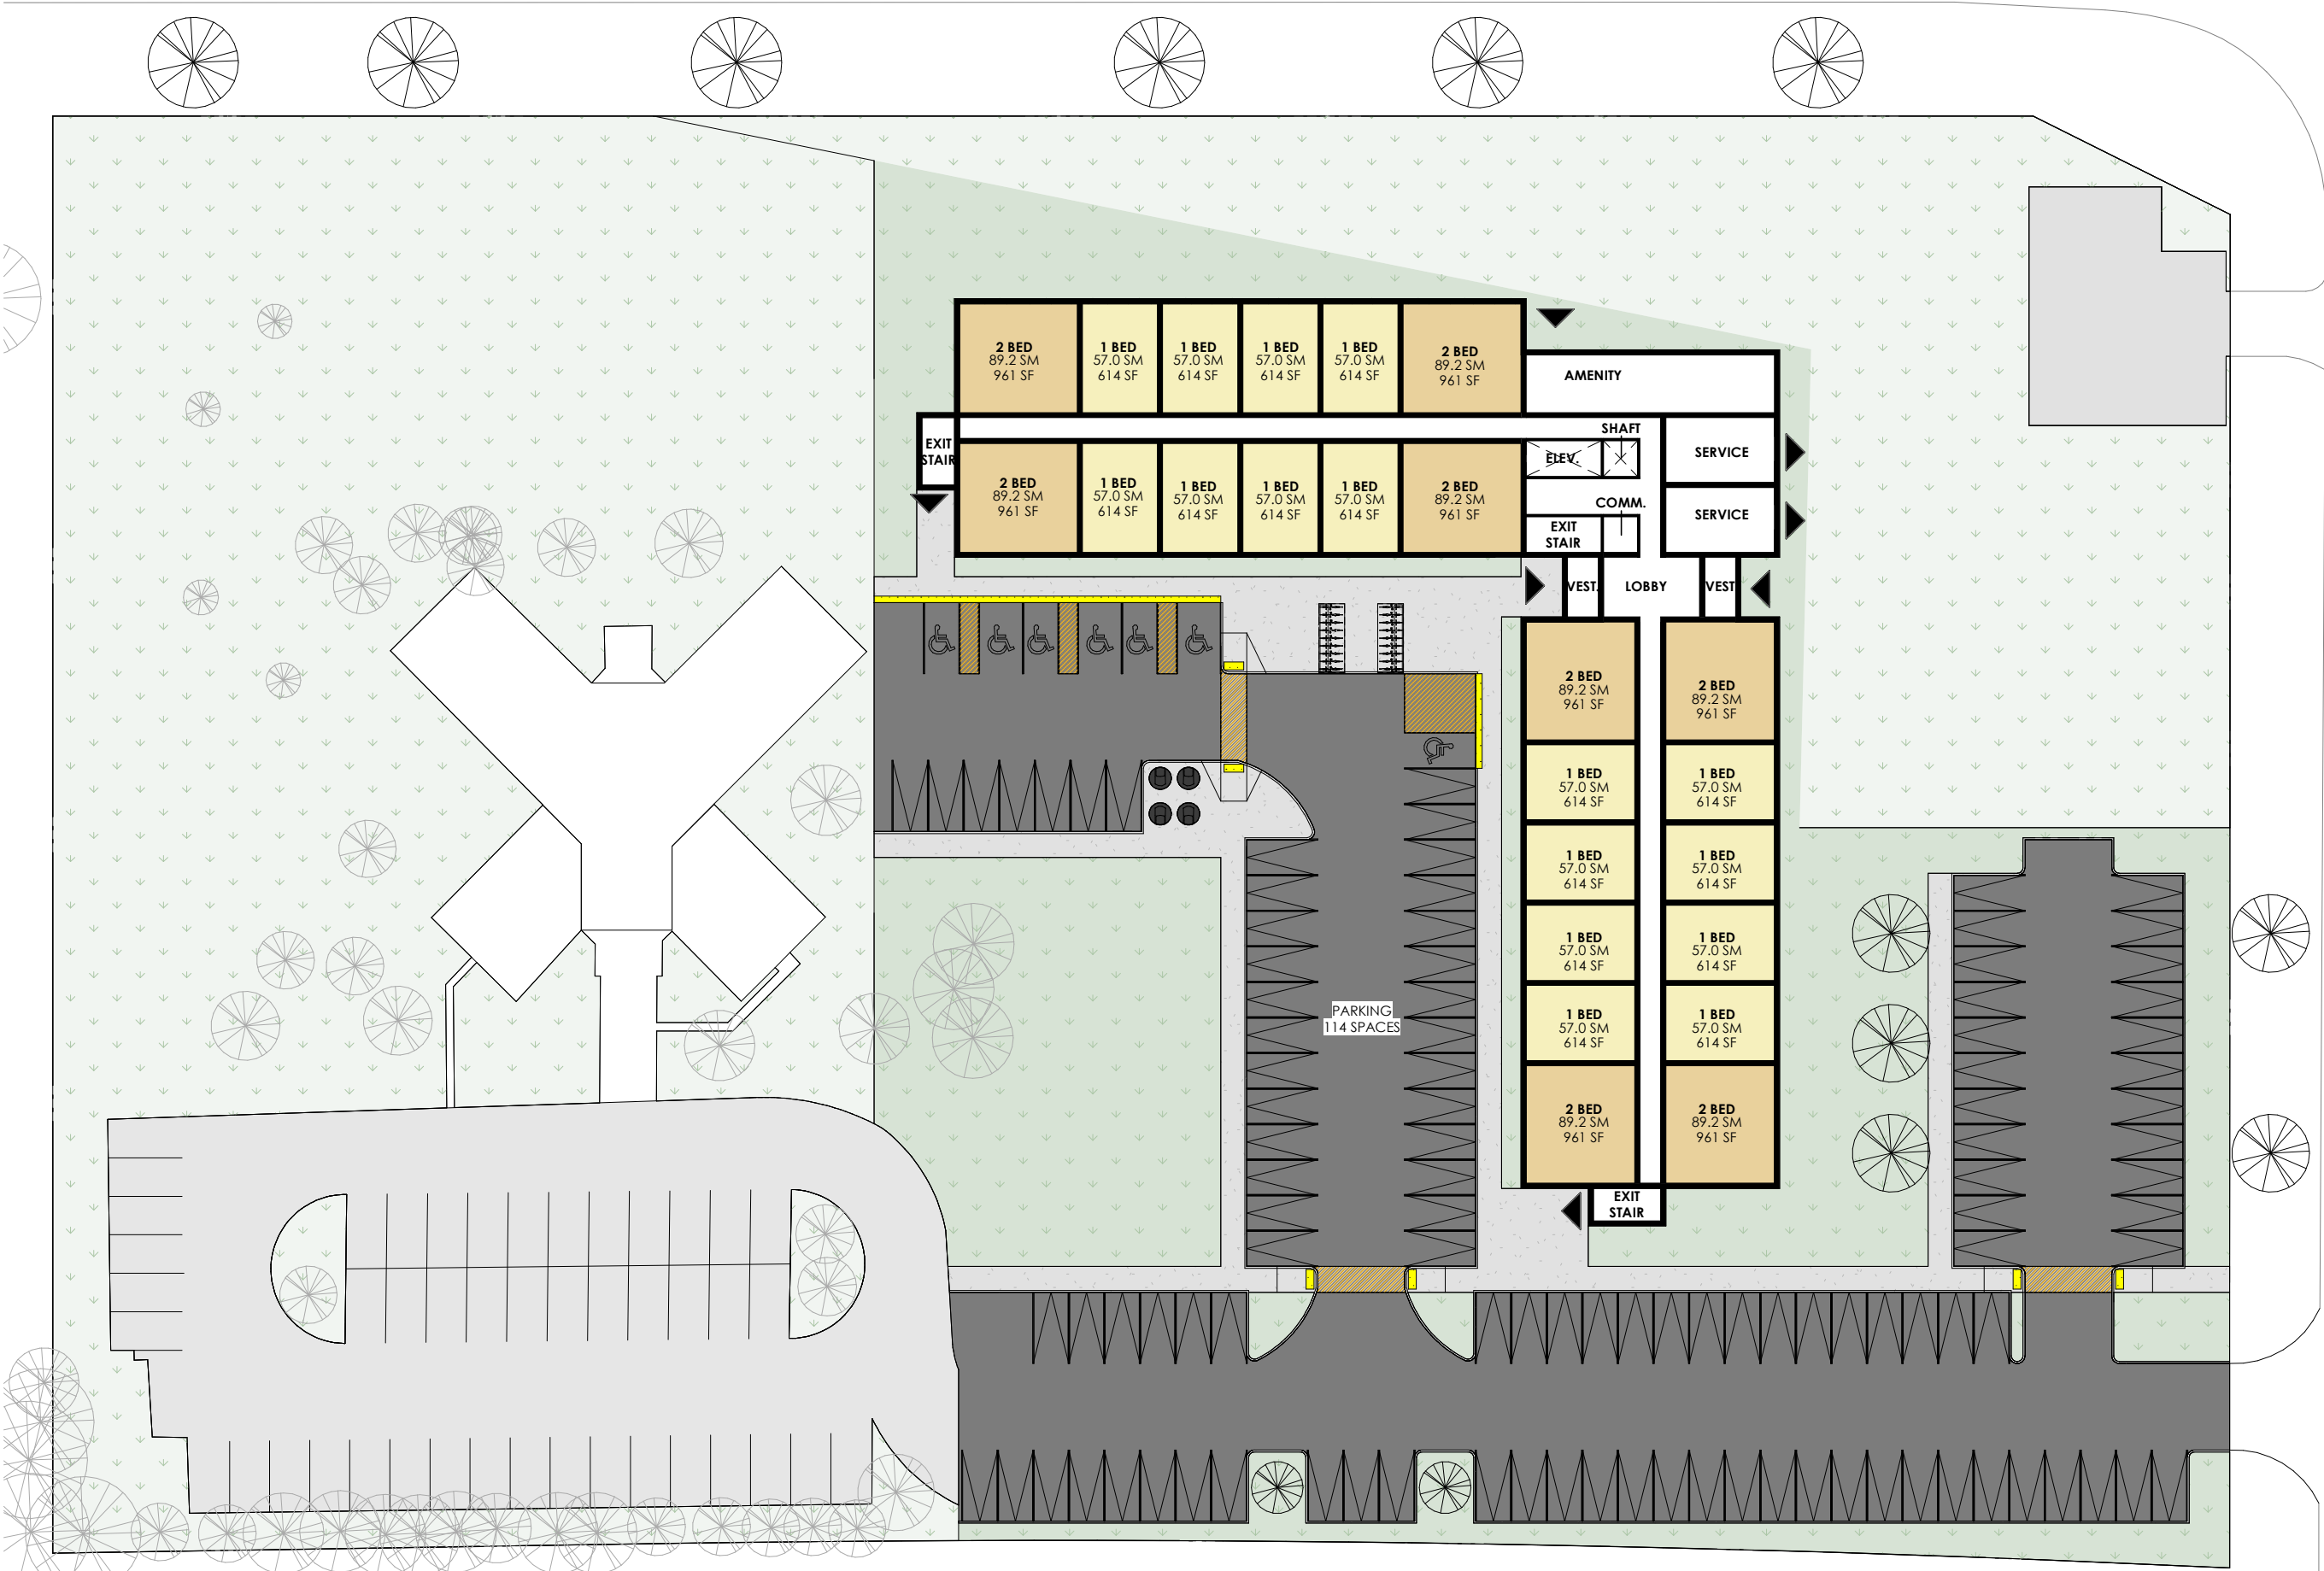 2 BED
89.2 SM
961 SF
1 BED
57.0 SM
614 SF
1 BED
57.0 SM
614 SF
1 BED
57.0 SM
614 SF
1 BED
57.0 SM
614 SF
2 BED
89.2 SM
961 SF
AMENITY
EXIT
STAIR
SHAFT
ELEV.
SERVICE
2 BED
89.2 SM
961 SF
1 BED
57.0 SM
614 SF
1 BED
57.0 SM
614 SF
1 BED
57.0 SM
614 SF
1 BED
57.0 SM
614 SF
2 BED
89.2 SM
961 SF
COMM.
EXIT
STAIR
SERVICE
VEST.
LOBBY
VEST
2 BED
89.2 SM
961 SF
2 BED
89.2 SM
961 SF
1 BED
57.0 SM
614 SF
1 BED
57.0 SM
614 SF
1 BED
57.0 SM
614 SF
1 BED
57.0 SM
614 SF
1 BED
57.0 SM
614 SF
1 BED
57.0 SM
614 SF
1 BED
57.0 SM
614 SF
1 BED
57.0 SM
614 SF
PARKING
114 SPACES
2 BED
89.2 SM
961 SF
2 BED
89.2 SM
961 SF
EXIT
STAIR